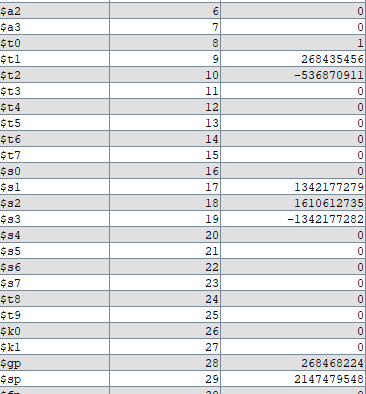 $a2 6 0
$a3 7 0
$t0 8 1
$t1 9 268435456
$t2 10 -536870911
$t3 11 0
$t4 12 0
$t5 13 0
$t6 14 0
$t7 15 0
$s0 16 0
$s1 17 1342177279
$s2 18 1610612735
$s3 19 -1342177282
$s4 20 0
$s5 21 0
$s6 22 0
$s7 23 0
$t8 24 0
$t9 25 0
$k0 26 0
$k1 27 0
$gp 28 268468224
$sp 29 2147479548